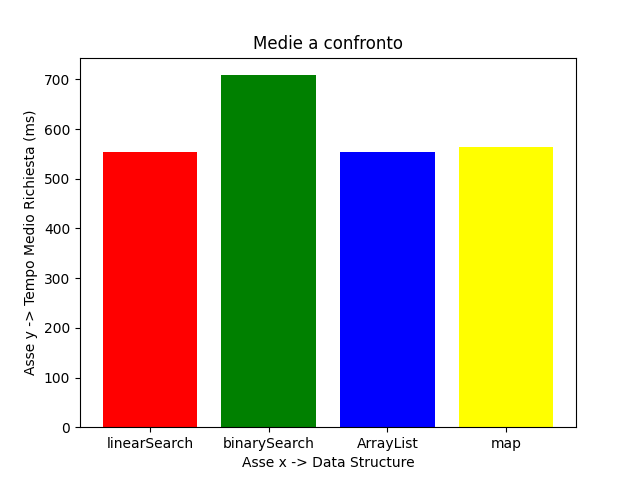 Medie a confronto
Asse y -> Tempo Medio Richiesta (ms)
700
600
500
400
300
200
100
0
linearSearch binarySearch ArrayList map
Asse x -> Data Structure